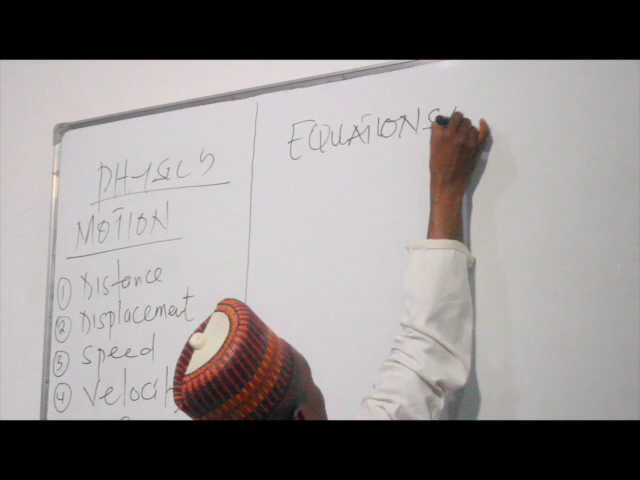 PHYSICS
MOTION
① Distance
② Displacement
③ Speed
④ Velocity
EQUATIONS